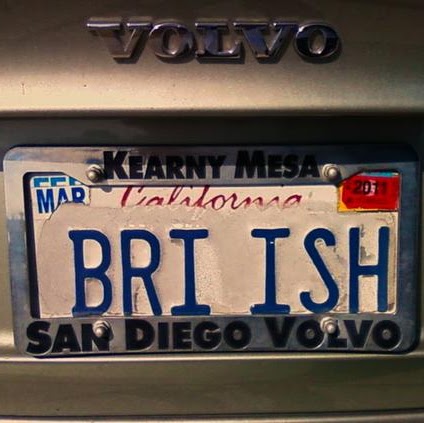 VOLVO
KEARNY MESA
MAR California 2011
BRI ISH
SAN DIEGO VOLVO